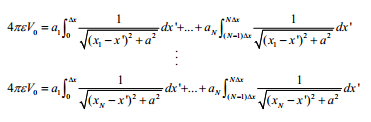 4πεV₀ = a₁∫₀^Δx 1/√((x₁ − x')² + a²) dx'+...+ a_N∫_(N−1)Δx^NΔx 1/√((x₁ − x')² + a²) dx'
⋮
4πεV₀ = a₁∫₀^Δx 1/√((x_N − x')² + a²) dx'+...+ a_N∫_(N−1)Δx^NΔx 1/√((x_N − x')² + a²) dx'